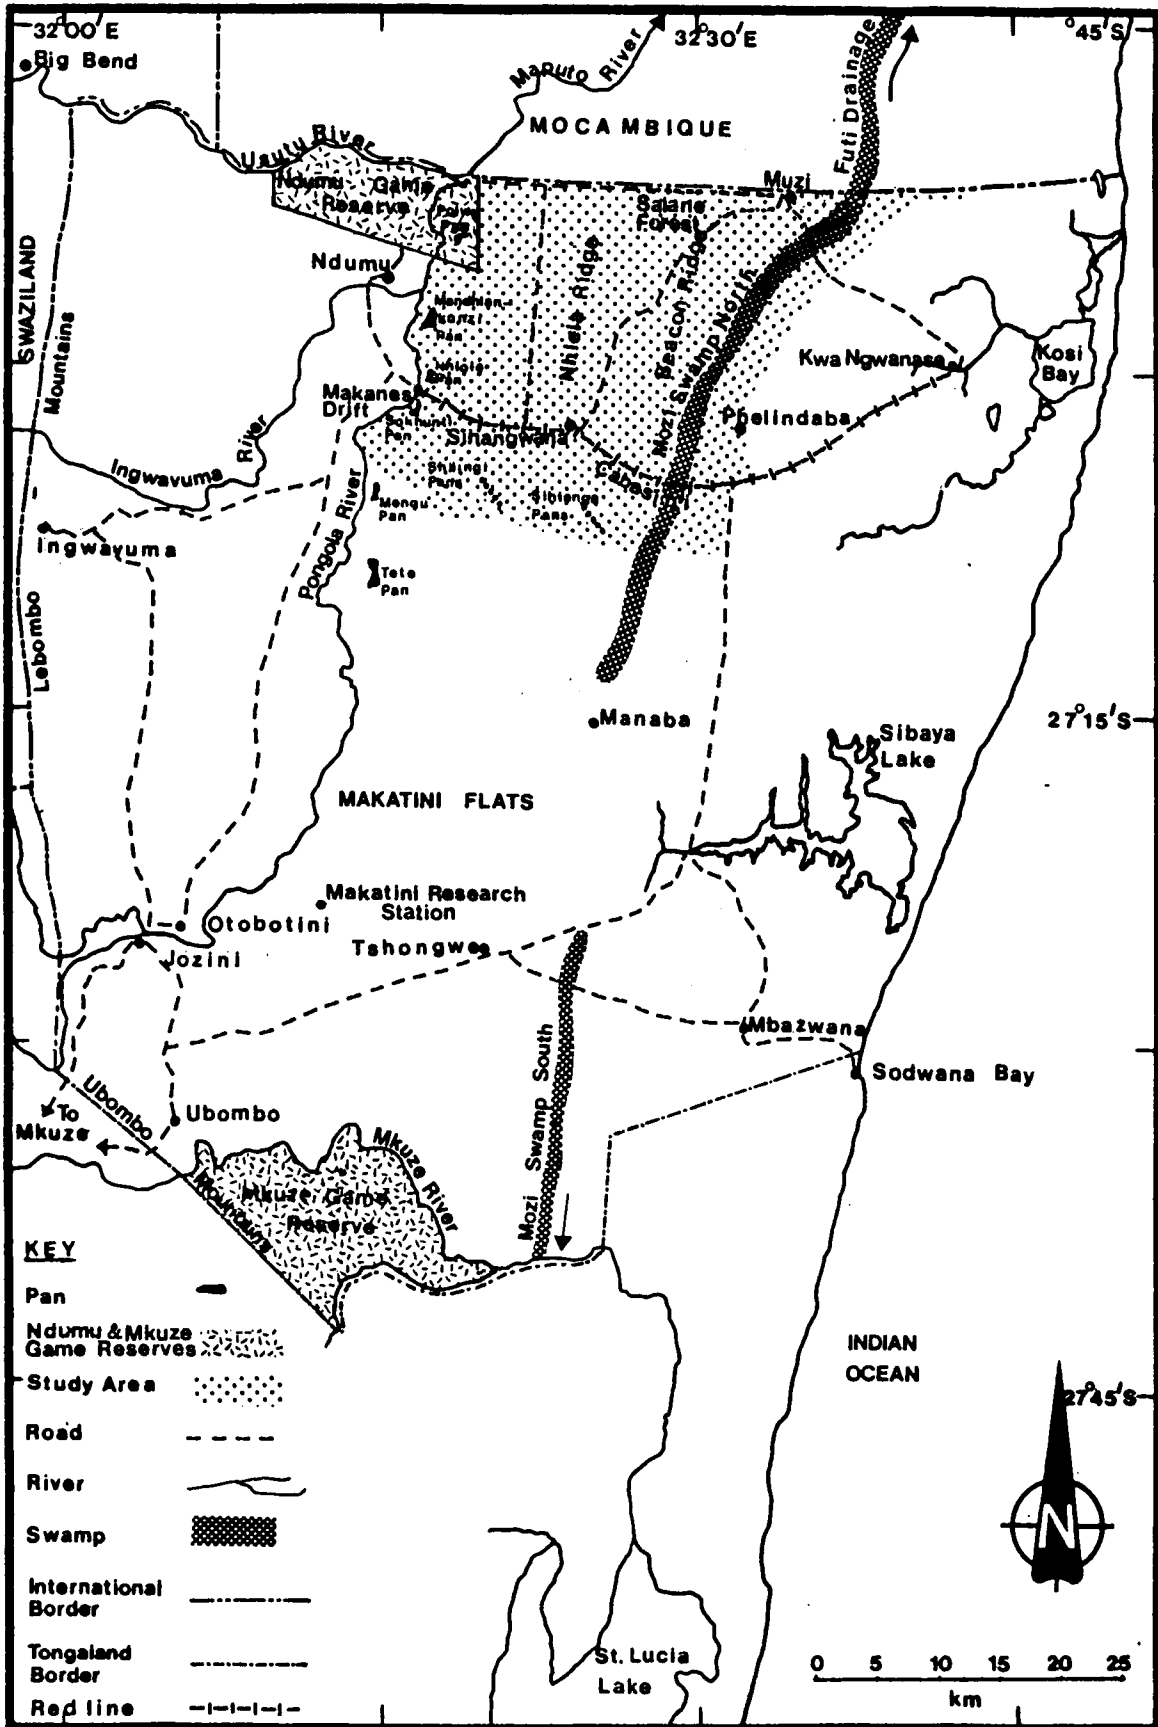 32°00'E
32°30'E
°45'S
Big Bend
Maputo River
Futi Drainage
MOCAMBIQUE
Usutu River
Ndumu Game
Reserve
Muzi
Ndumu
Nhlele Ridge
Beacon Ridge
Mozi Swamp North
SWAZILAND
Mountains
Pan
Kwa Ngwanase
Kosi
Bay
Makanes
Drift
Pan
Sihangwana
Phelindaba
Ingwavuma River
Pongola River
Mengu
Pan
Pans
Ingwavuma
Tete
Pan
Lebombo
Manaba
27°15'S
Sibaya
Lake
MAKATINI FLATS
Makatini Research
Station
Otobotini
Tshongwe
Jozini
Mbazwana
Sodwana Bay
Mozi Swamp South
Ubombo
Mountains
To
Mkuze
Ubombo
Mkuze River
Mkuze Game
Reserve
KEY
Pan
Ndumu & Mkuze
Game Reserves
Study Area
Road
River
Swamp
International
Border
Tongaland
Border
Red line
INDIAN
OCEAN
27°45'S
N
St. Lucia
Lake
0 5 10 15 20 25
km